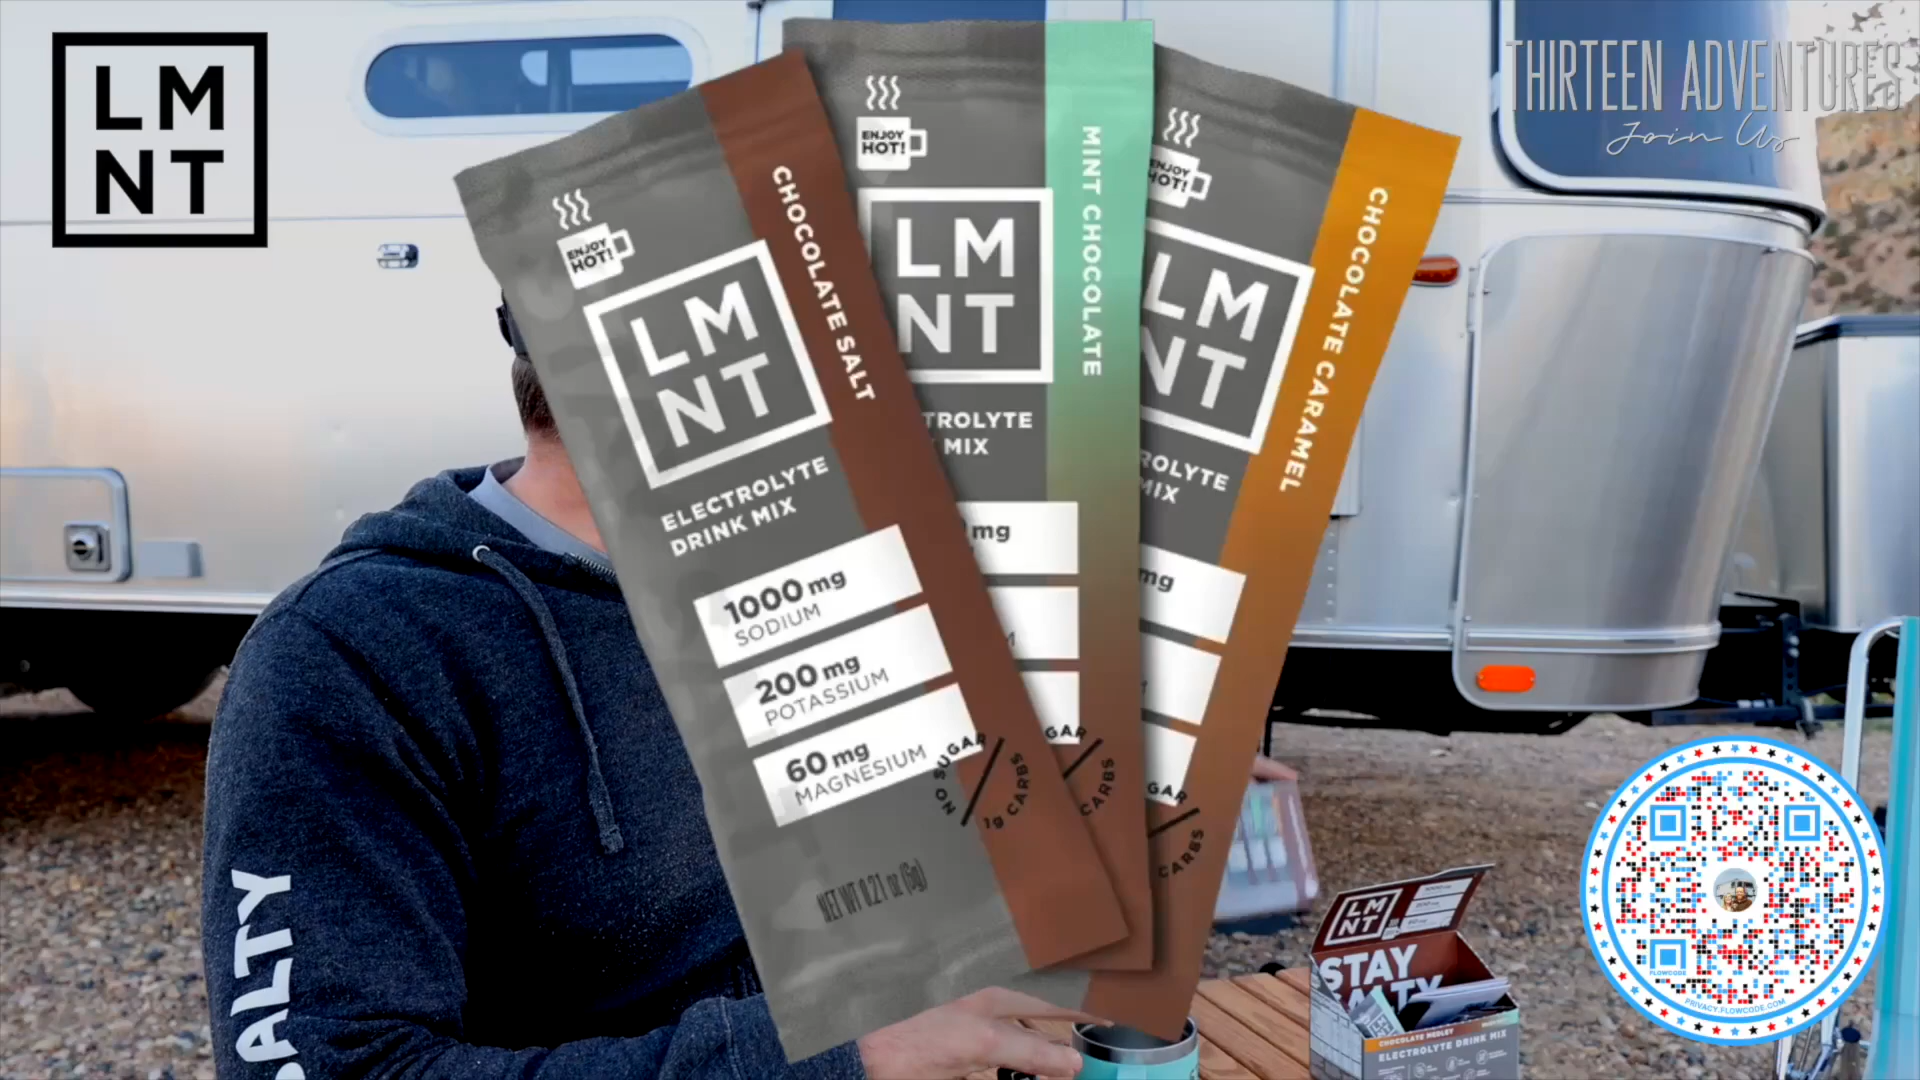 LM
NT
THIRTEEN ADVENTURES
Join Us
ENJOY
HOT!
LM
NT
CHOCOLATE SALT
ELECTROLYTE
DRINK MIX
1000 mg
SODIUM
200 mg
POTASSIUM
60 mg
MAGNESIUM
NO SUGAR
1g CARBS
NET WT 0.21 oz (6g)
ENJOY
HOT!
LM
NT
MINT CHOCOLATE
TROLYTE
MIX
mg
M
GAR
CARBS
ENJOY
HOT!
LM
NT
CHOCOLATE CARAMEL
ROLYTE
MIX
mg
GAR
CARBS
ALTY
LM
NT
STAY
SALTY
CHOCOLATE MEDLEY
ELECTROLYTE DRINK MIX
FLOWCODE
PRIVACY.FLOWCODE.COM